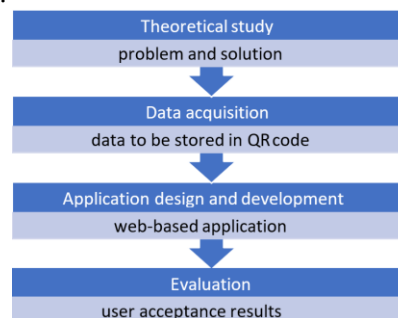 Theoretical study
problem and solution
Data acquisition
data to be stored in QR code
Application design and development
web-based application
Evaluation
user acceptance results